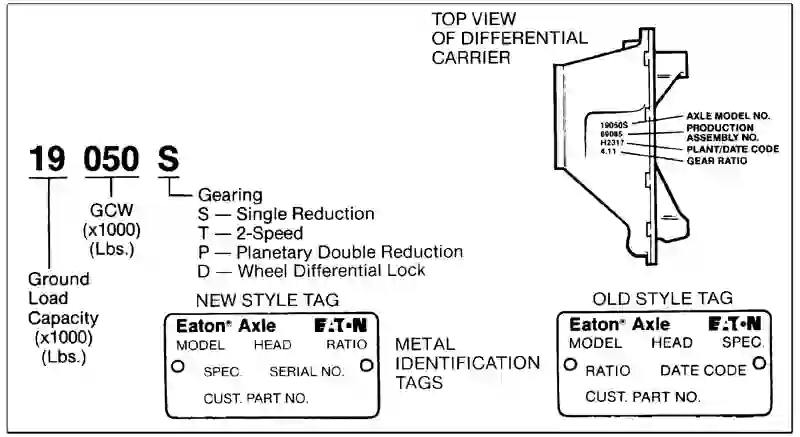 TOP VIEW
OF DIFFERENTIAL
CARRIER
19050S
69085
H2317
4.11
AXLE MODEL NO.
PRODUCTION
ASSEMBLY NO.
PLANT/DATE CODE
GEAR RATIO
19 050 S
GCW
(x1000)
(Lbs.)
Ground
Load
Capacity
(x1000)
(Lbs.)
Gearing
S — Single Reduction
T — 2-Speed
P — Planetary Double Reduction
D — Wheel Differential Lock
NEW STYLE TAG
Eaton® Axle EAT•N
MODEL HEAD RATIO
SPEC. SERIAL NO.
CUST. PART NO.
METAL
IDENTIFICATION
TAGS
OLD STYLE TAG
Eaton® Axle EAT•N
MODEL HEAD SPEC.
RATIO DATE CODE
CUST. PART NO.